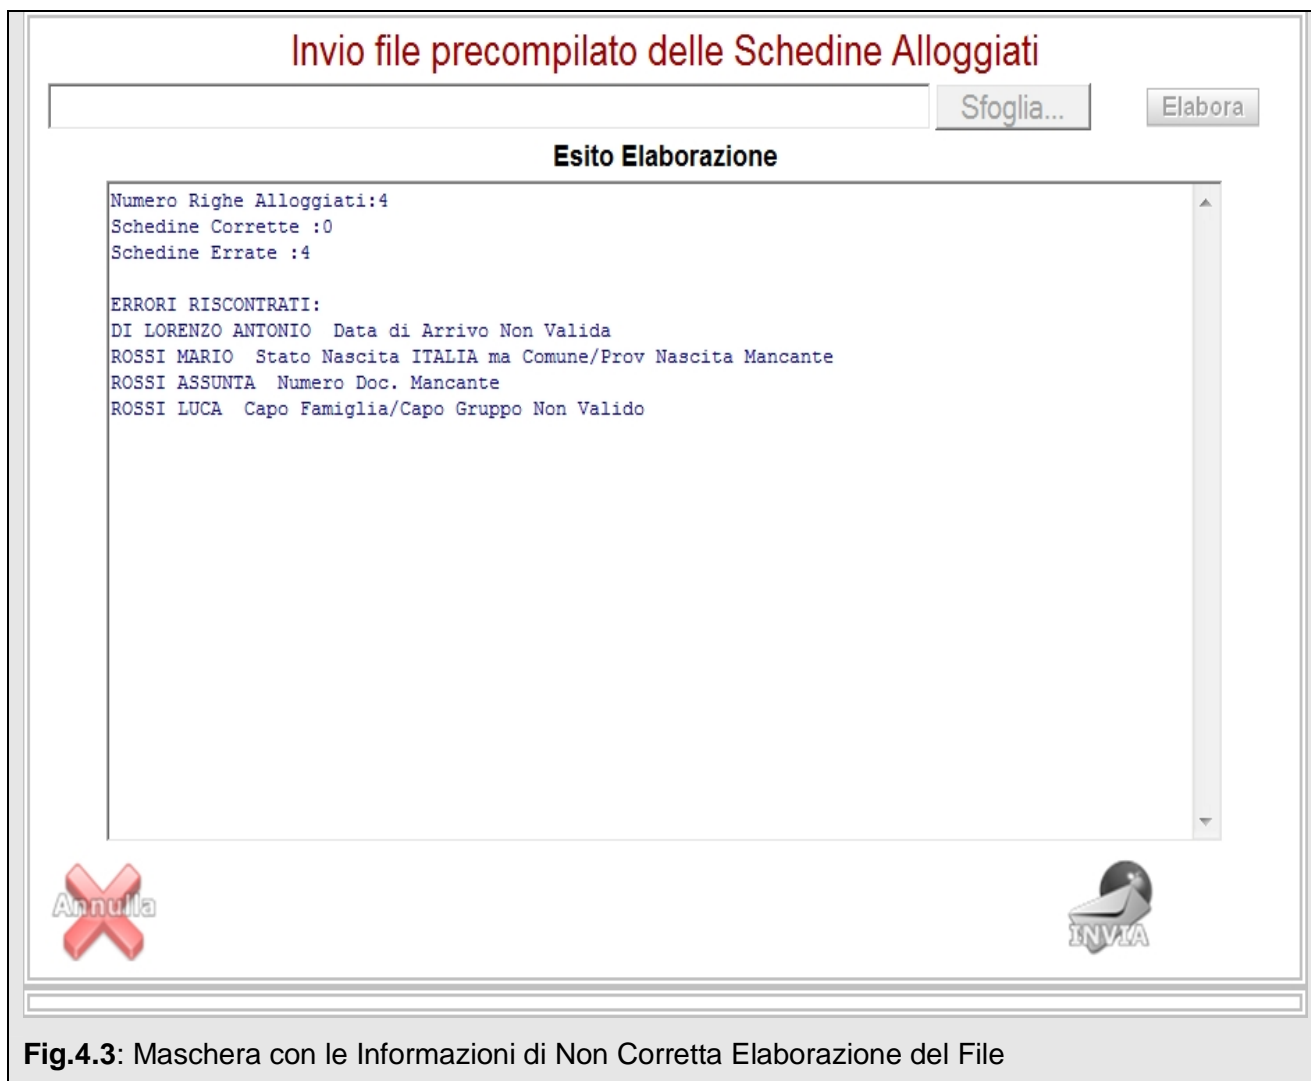 Invio file precompilato delle Schedine Alloggiati
Sfoglia...
Elabora
Esito Elaborazione
Numero Righe Alloggiati:4
Schedine Corrette :0
Schedine Errate :4
ERRORI RISCONTRATI:
DI LORENZO ANTONIO  Data di Arrivo Non Valida
ROSSI MARIO  Stato Nascita ITALIA ma Comune/Prov Nascita Mancante
ROSSI ASSUNTA  Numero Doc. Mancante
ROSSI LUCA  Capo Famiglia/Capo Gruppo Non Valido
Annulla
INVIA
Fig.4.3: Maschera con le Informazioni di Non Corretta Elaborazione del File